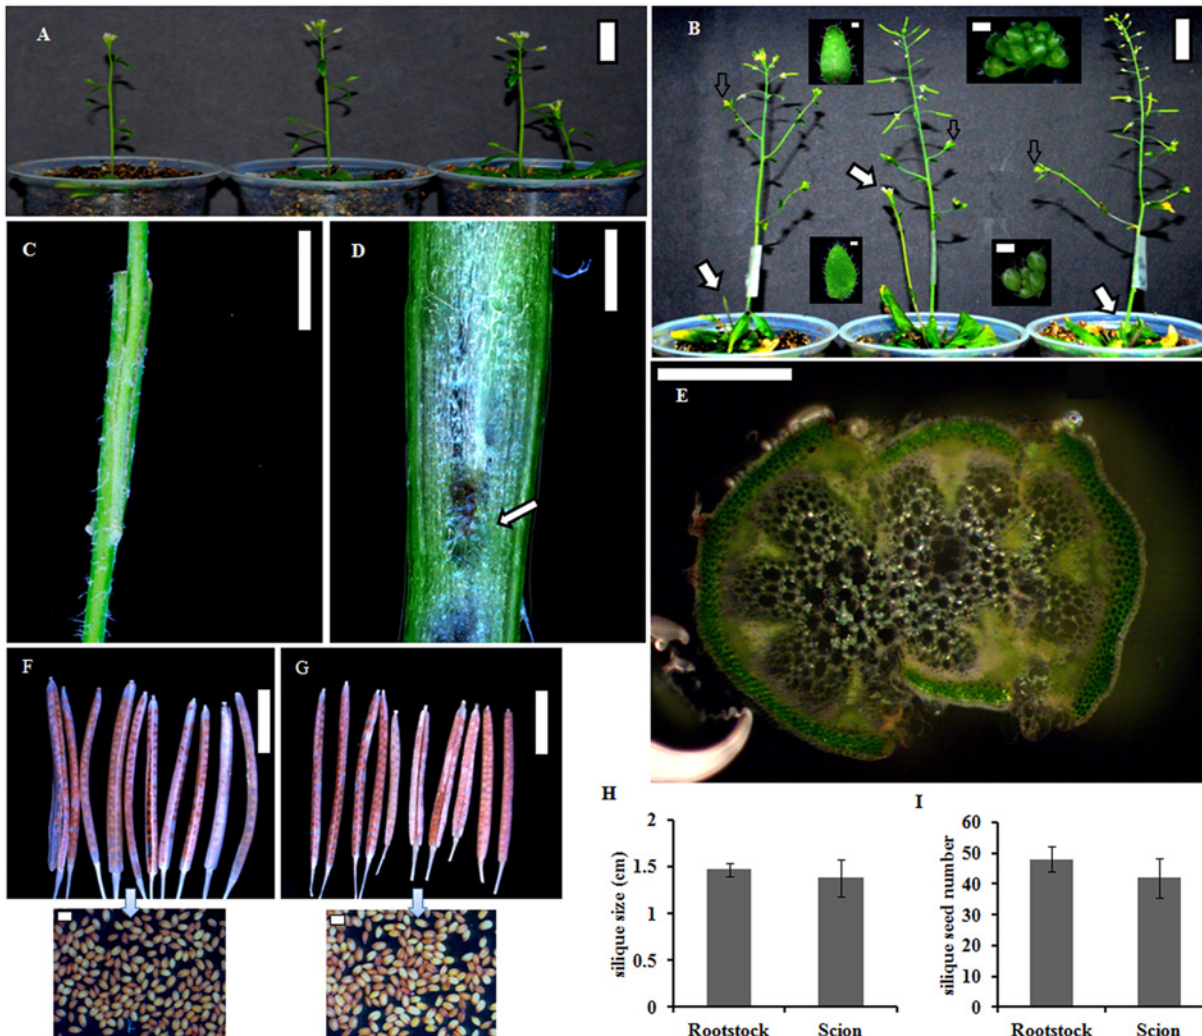 A
B
C
D
E
F
G
H
I
silique size (cm)
2
1.5
1
0.5
0
Rootstock Scion
silique seed number
60
50
40
30
20
10
0
Rootstock Scion